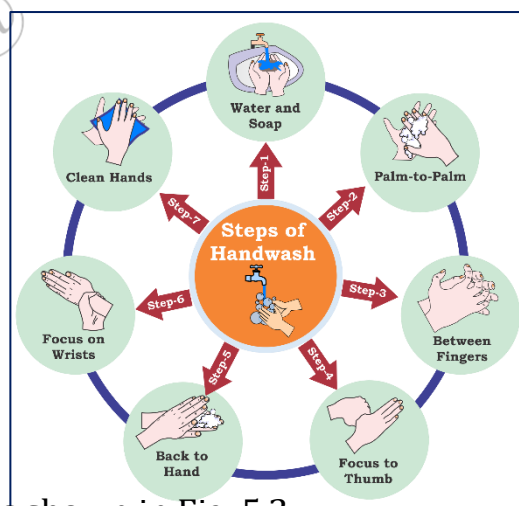 Water and
Soap
Step-1
Clean Hands
Palm-to-Palm
Step-7
Step-2
Steps of
Handwash
Step-6
Step-3
Focus on
Wrists
Between
Fingers
Step-5
Step-4
Back to
Hand
Focus to
Thumb